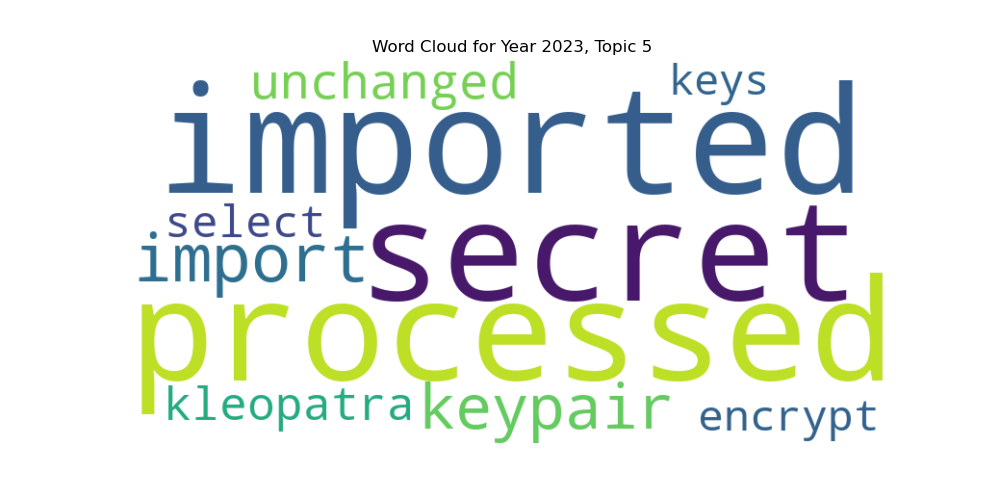 Word Cloud for Year 2023, Topic 5
unchanged keys
imported
select
import secret
processed
kleopatra keypair encrypt